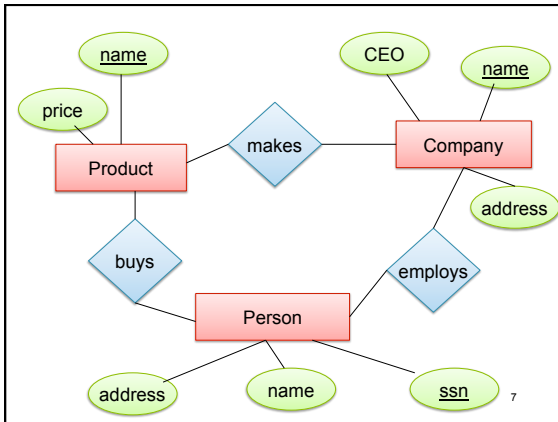 name
CEO
name
price
makes
Company
Product
address
buys
employs
Person
address
name
ssn
7